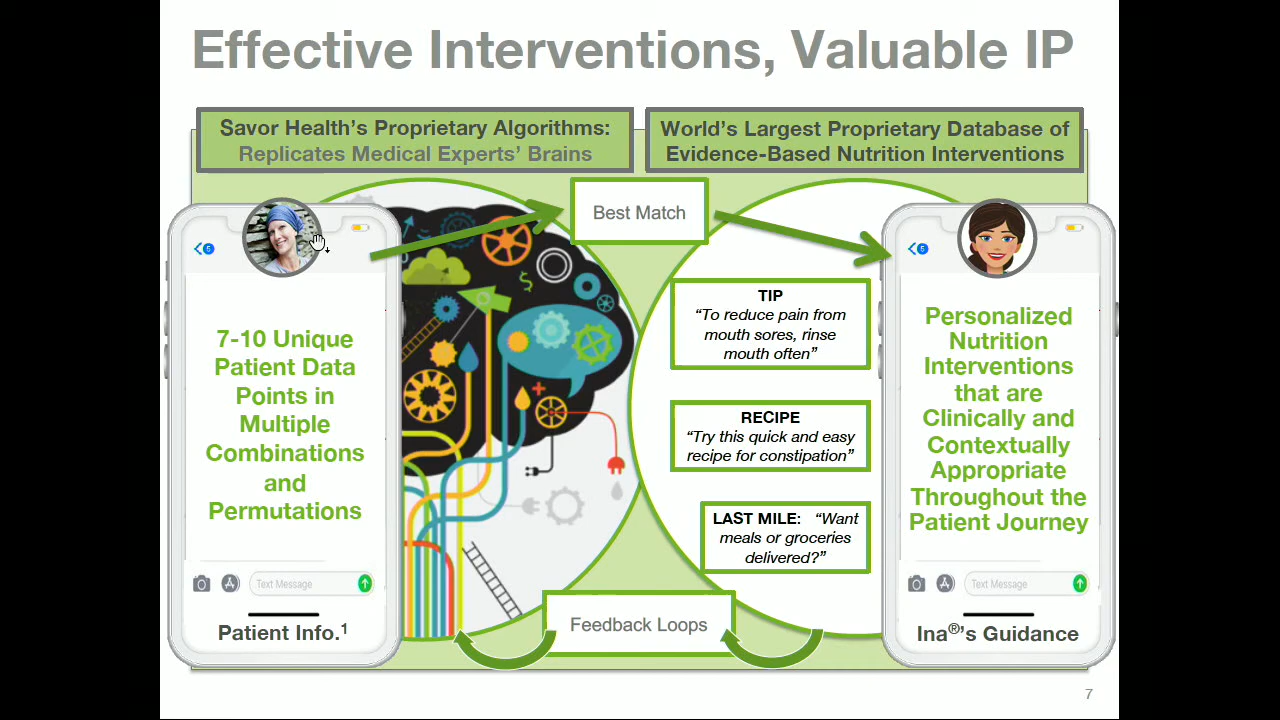 Effective Interventions, Valuable IP
Savor Health's Proprietary Algorithms:
Replicates Medical Experts' Brains
World's Largest Proprietary Database of
Evidence-Based Nutrition Interventions
Best Match
5
7-10 Unique
Patient Data
Points in
Multiple
Combinations
and
Permutations
Text Message
Patient Info.¹
TIP
“To reduce pain from
mouth sores, rinse
mouth often”
RECIPE
“Try this quick and easy
recipe for constipation”
LAST MILE: “Want
meals or groceries
delivered?”
Feedback Loops
5
Personalized
Nutrition
Interventions
that are
Clinically and
Contextually
Appropriate
Throughout the
Patient Journey
Text Message
Ina®'s Guidance
7